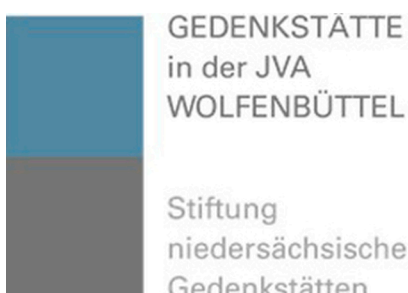 GEDENKSTÄTTE
in der JVA
WOLFENBÜTTEL
Stiftung
niedersächsische
Gedenkstätten